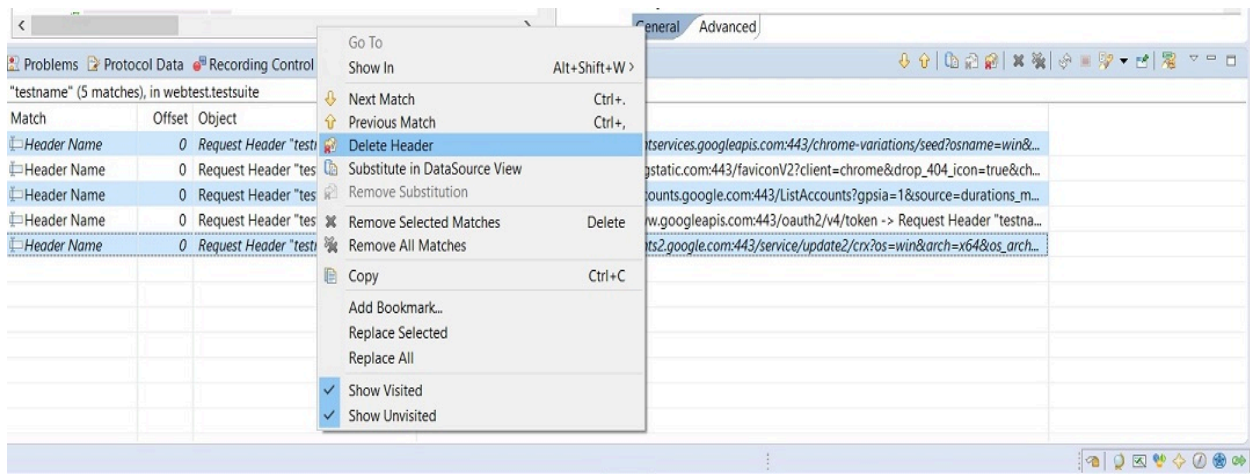 General Advanced
Problems Protocol Data Recording Control
"testname" (5 matches), in webtest.testsuite
Match Offset Object
Header Name 0 Request Header "testn
Header Name 0 Request Header "tes
Header Name 0 Request Header "tes
Header Name 0 Request Header "tes
Header Name 0 Request Header "testn
Go To
Show In Alt+Shift+W >
Next Match Ctrl+.
Previous Match Ctrl+,
Delete Header
Substitute in DataSource View
Remove Substitution
Remove Selected Matches Delete
Remove All Matches
Copy Ctrl+C
Add Bookmark...
Replace Selected
Replace All
Show Visited
Show Unvisited
ntservices.googleapis.com:443/chrome-variations/seed?osname=win&...
gstatic.com:443/faviconV2?client=chrome&drop_404_icon=true&ch...
counts.google.com:443/ListAccounts?gpsia=1&source=durations_m...
w.googleapis.com:443/oauth2/v4/token -> Request Header "testna...
nts2.google.com:443/service/update2/crx?os=win&arch=x64&os_arch...